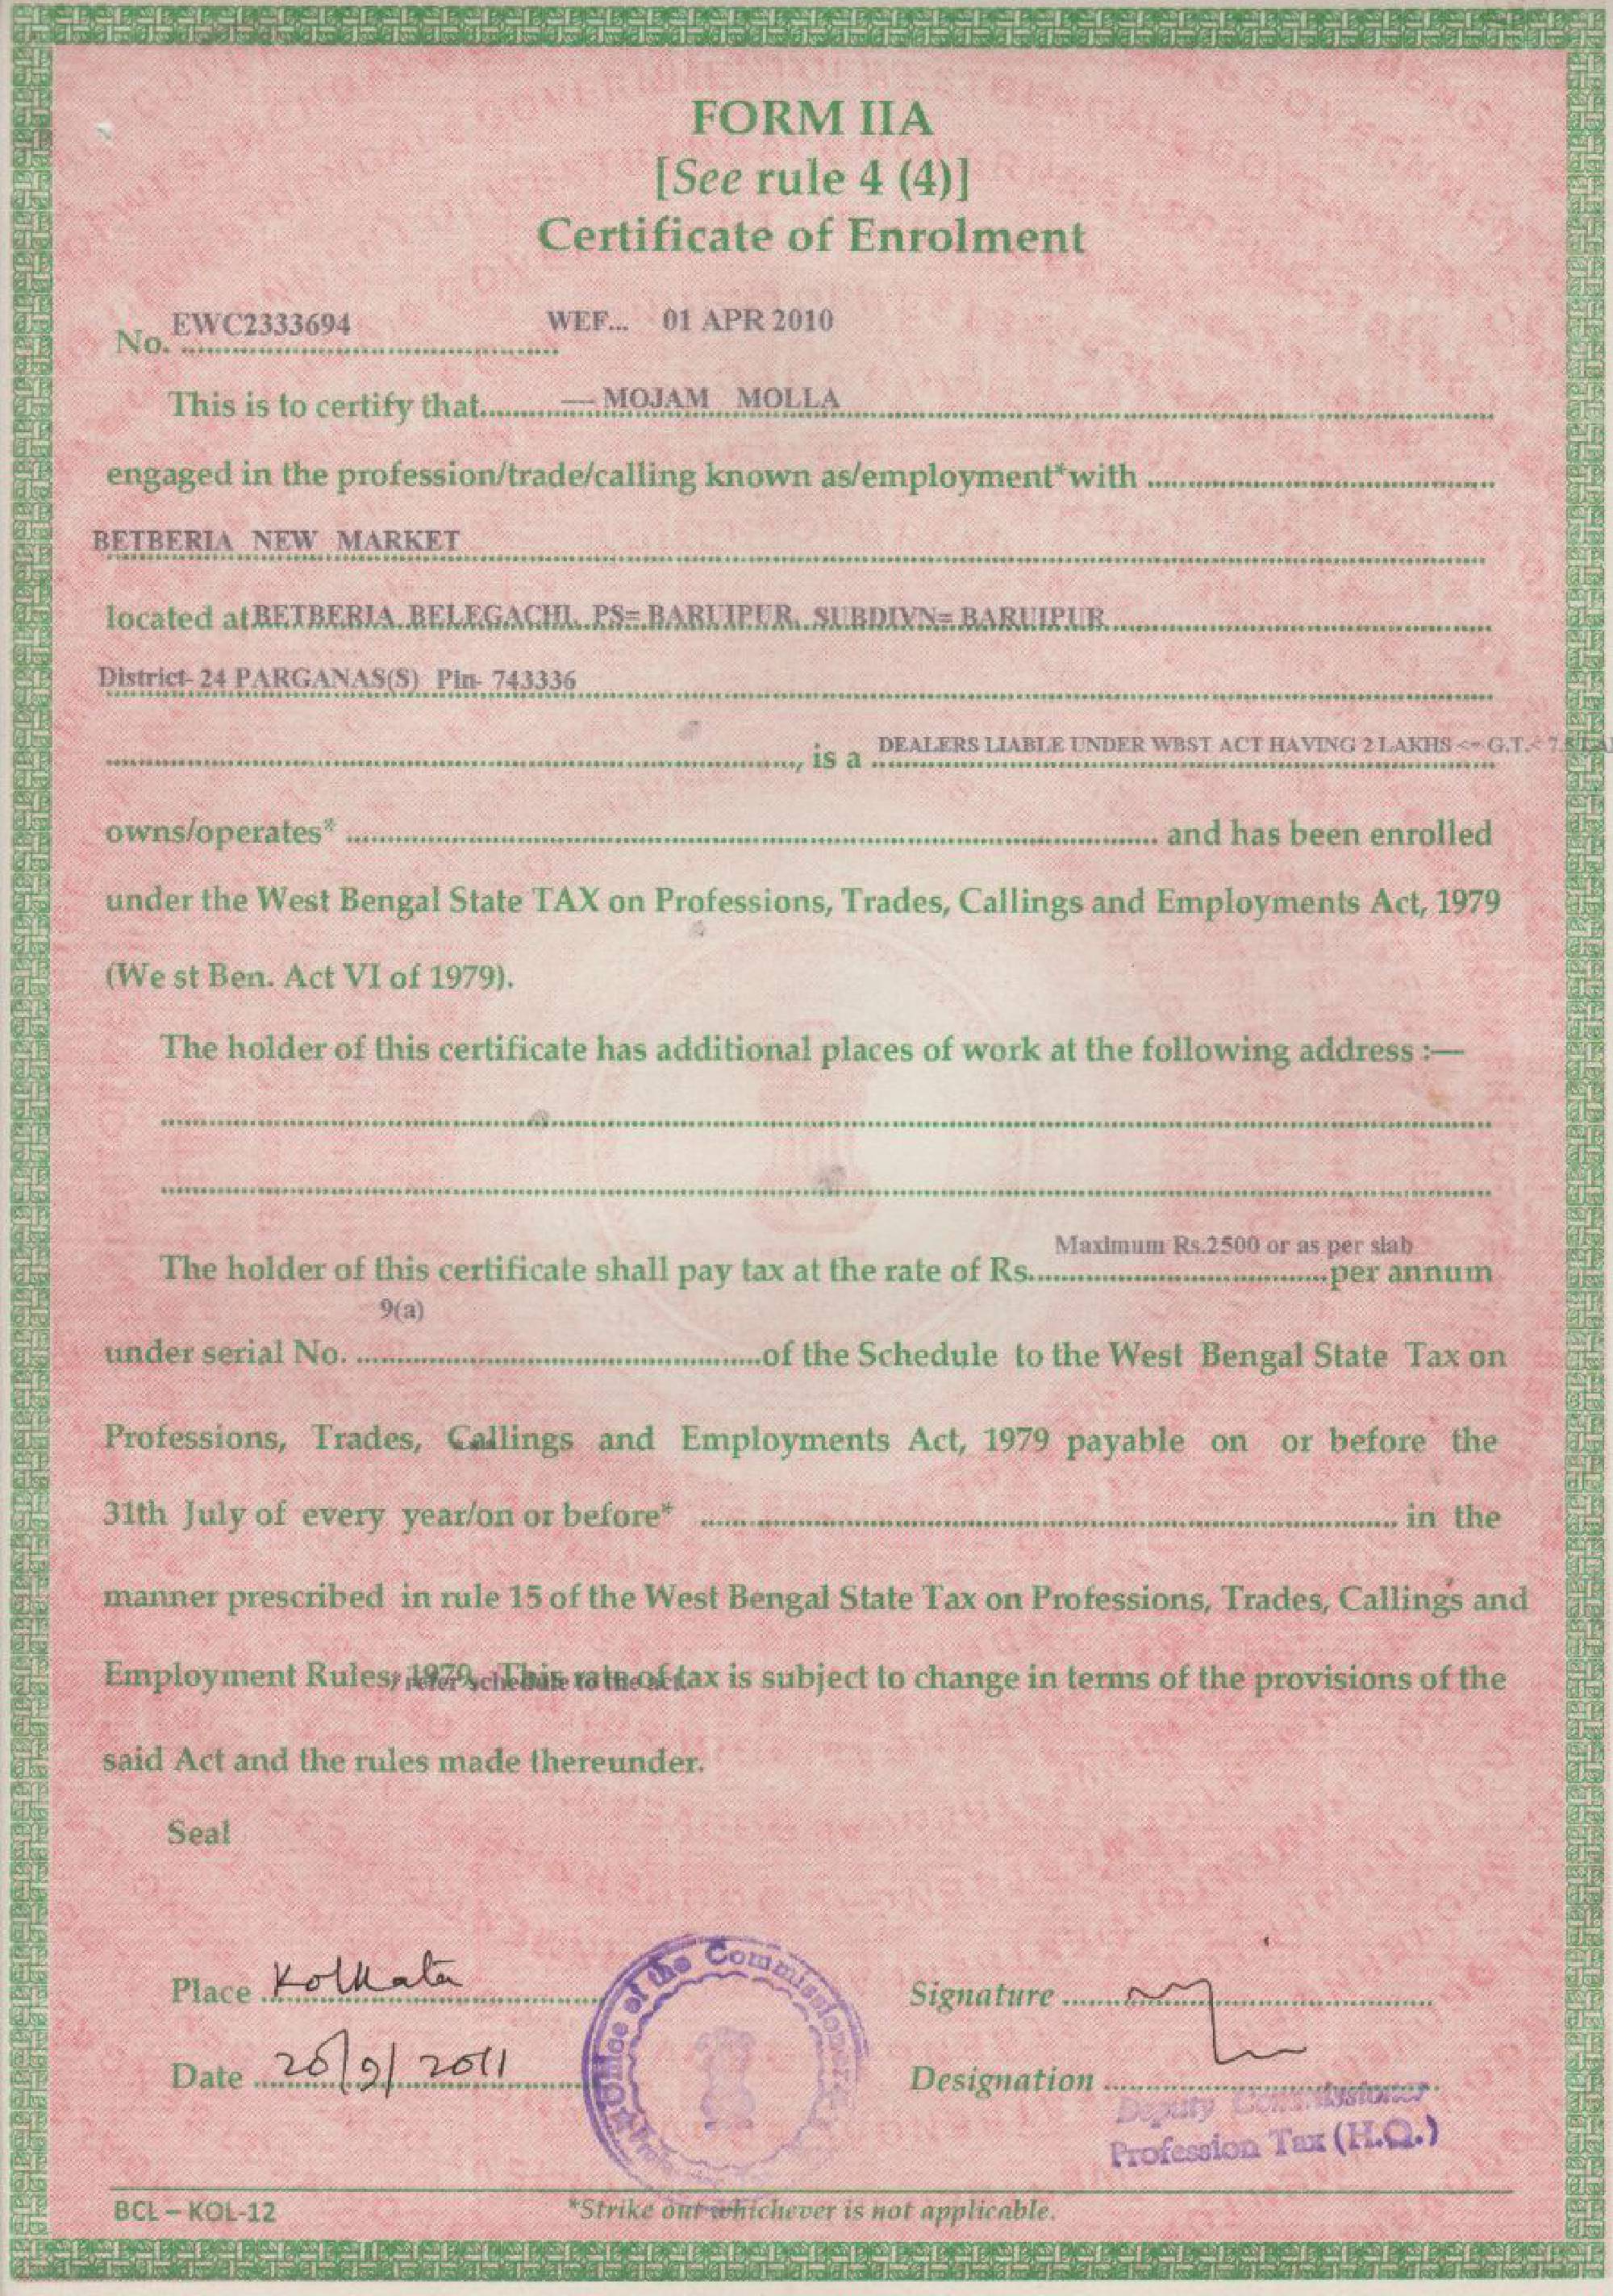 FORM IIA
[See rule 4 (4)]
Certificate of Enrolment
No. EWC2333694 WEF... 01 APR 2010
This is to certify that............— MOJAM MOLLA
engaged in the profession/trade/calling known as/employment*with
BETBERIA NEW MARKET
located at BETBERIA BELEGACHI, PS= BARUIPUR, SUBDIVN= BARUIPUR
District- 24 PARGANAS(S) Pin- 743336
, is a DEALERS LIABLE UNDER WBST ACT HAVING 2 LAKHS <= G.T.<
owns/operates* and has been enrolled
under the West Bengal State TAX on Professions, Trades, Callings and Employments Act, 1979
(We st Ben. Act VI of 1979).
The holder of this certificate has additional places of work at the following address :—
The holder of this certificate shall pay tax at the rate of Rs. Maximum Rs.2500 or as per slab per annum
under serial No. 9(a) of the Schedule to the West Bengal State Tax on
Professions, Trades, Callings and Employments Act, 1979 payable on or before the
31th July of every year/on or before* in the
manner prescribed in rule 15 of the West Bengal State Tax on Professions, Trades, Callings and
Employment Rules, 1979. This rate of tax is subject to change in terms of the provisions of the
* refer schedule to the act.
said Act and the rules made thereunder.
Seal
Place Kolkata
Office of the Commissioner
Signature
Date 20/9/2011
Designation
Deputy Commissioner
Profession Tax (H.Q.)
BCL – KOL-12 *Strike out whichever is not applicable.